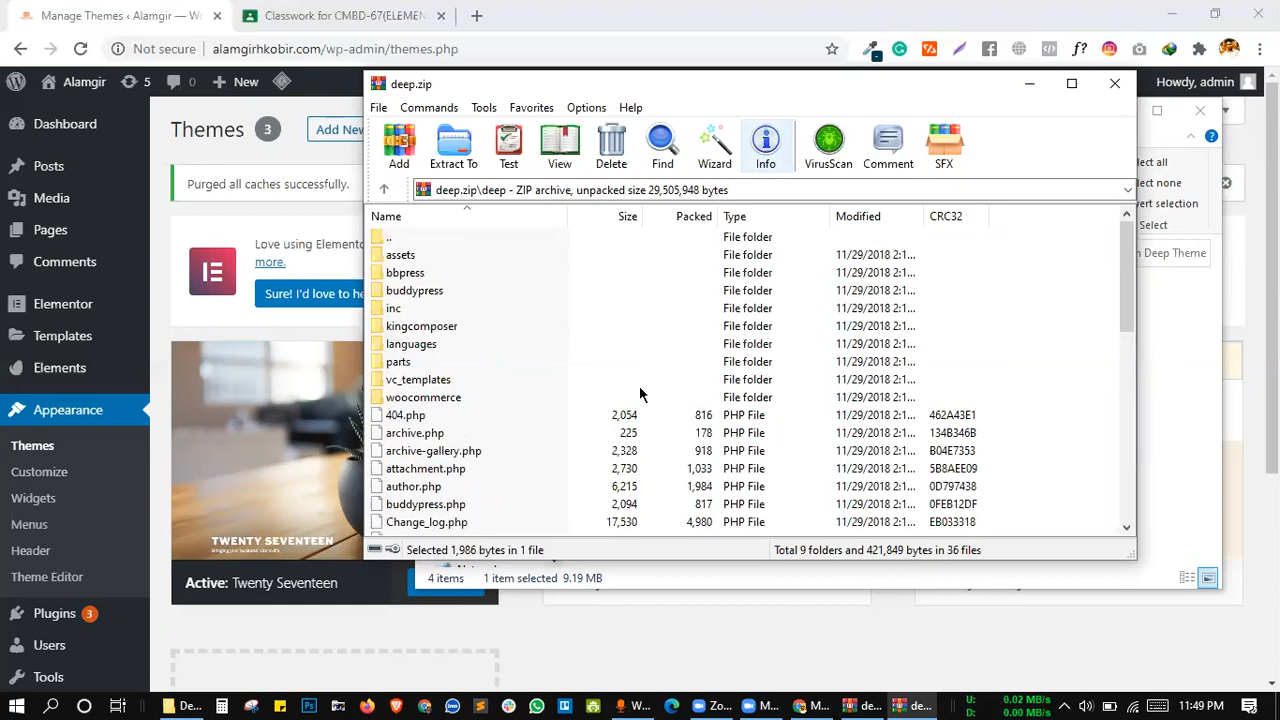 Manage Themes ‹ Alamgir — Wo
Classwork for CMBD-67(ELEMEN
Not secure
alamgirhkobir.com/wp-admin/themes.php
Alamgir
5
New
Howdy, admin
Dashboard
Posts
Media
Pages
Comments
Elementor
Templates
Elements
Appearance
Themes
Customize
Widgets
Menus
Header
Theme Editor
Plugins 3
Users
Tools
Themes 3
Add New
Purged all caches successfully.
Love using Elemento
more.
Sure! I'd love to he
TWENTY SEVENTEEN
Active: Twenty Seventeen
deep.zip
File Commands Tools Favorites Options Help
Add Extract To Test View Delete Find Wizard Info VirusScan Comment SFX
deep.zip\deep - ZIP archive, unpacked size 29,505,948 bytes
Name Size Packed Type Modified CRC32
.. File folder
assets File folder 11/29/2018 2:1...
bbpress File folder 11/29/2018 2:1...
buddypress File folder 11/29/2018 2:1...
inc File folder 11/29/2018 2:1...
kingcomposer File folder 11/29/2018 2:1...
languages File folder 11/29/2018 2:1...
parts File folder 11/29/2018 2:1...
vc_templates File folder 11/29/2018 2:1...
woocommerce File folder 11/29/2018 2:1...
404.php 2,054 816 PHP File 11/29/2018 2:1... 462A43E1
archive.php 225 178 PHP File 11/29/2018 2:1... 134B346B
archive-gallery.php 2,328 918 PHP File 11/29/2018 2:1... B04E7353
attachment.php 2,730 1,033 PHP File 11/29/2018 2:1... 5B8AEE09
author.php 6,215 1,984 PHP File 11/29/2018 2:1... 0D797438
buddypress.php 2,094 817 PHP File 11/29/2018 2:1... 0FEB12DF
Change_log.php 17,530 4,980 PHP File 11/29/2018 2:1... EB033318
Selected 1,986 bytes in 1 file
Total 9 folders and 421,849 bytes in 36 files
4 items 1 item selected 9.19 MB
ect all
ect none
vert selection
Select
h Deep Theme
De...
W...
M...
Zo...
M...
M...
de...
de...
U: 0.02 MB/s
D: 0.00 MB/s
11:49 PM